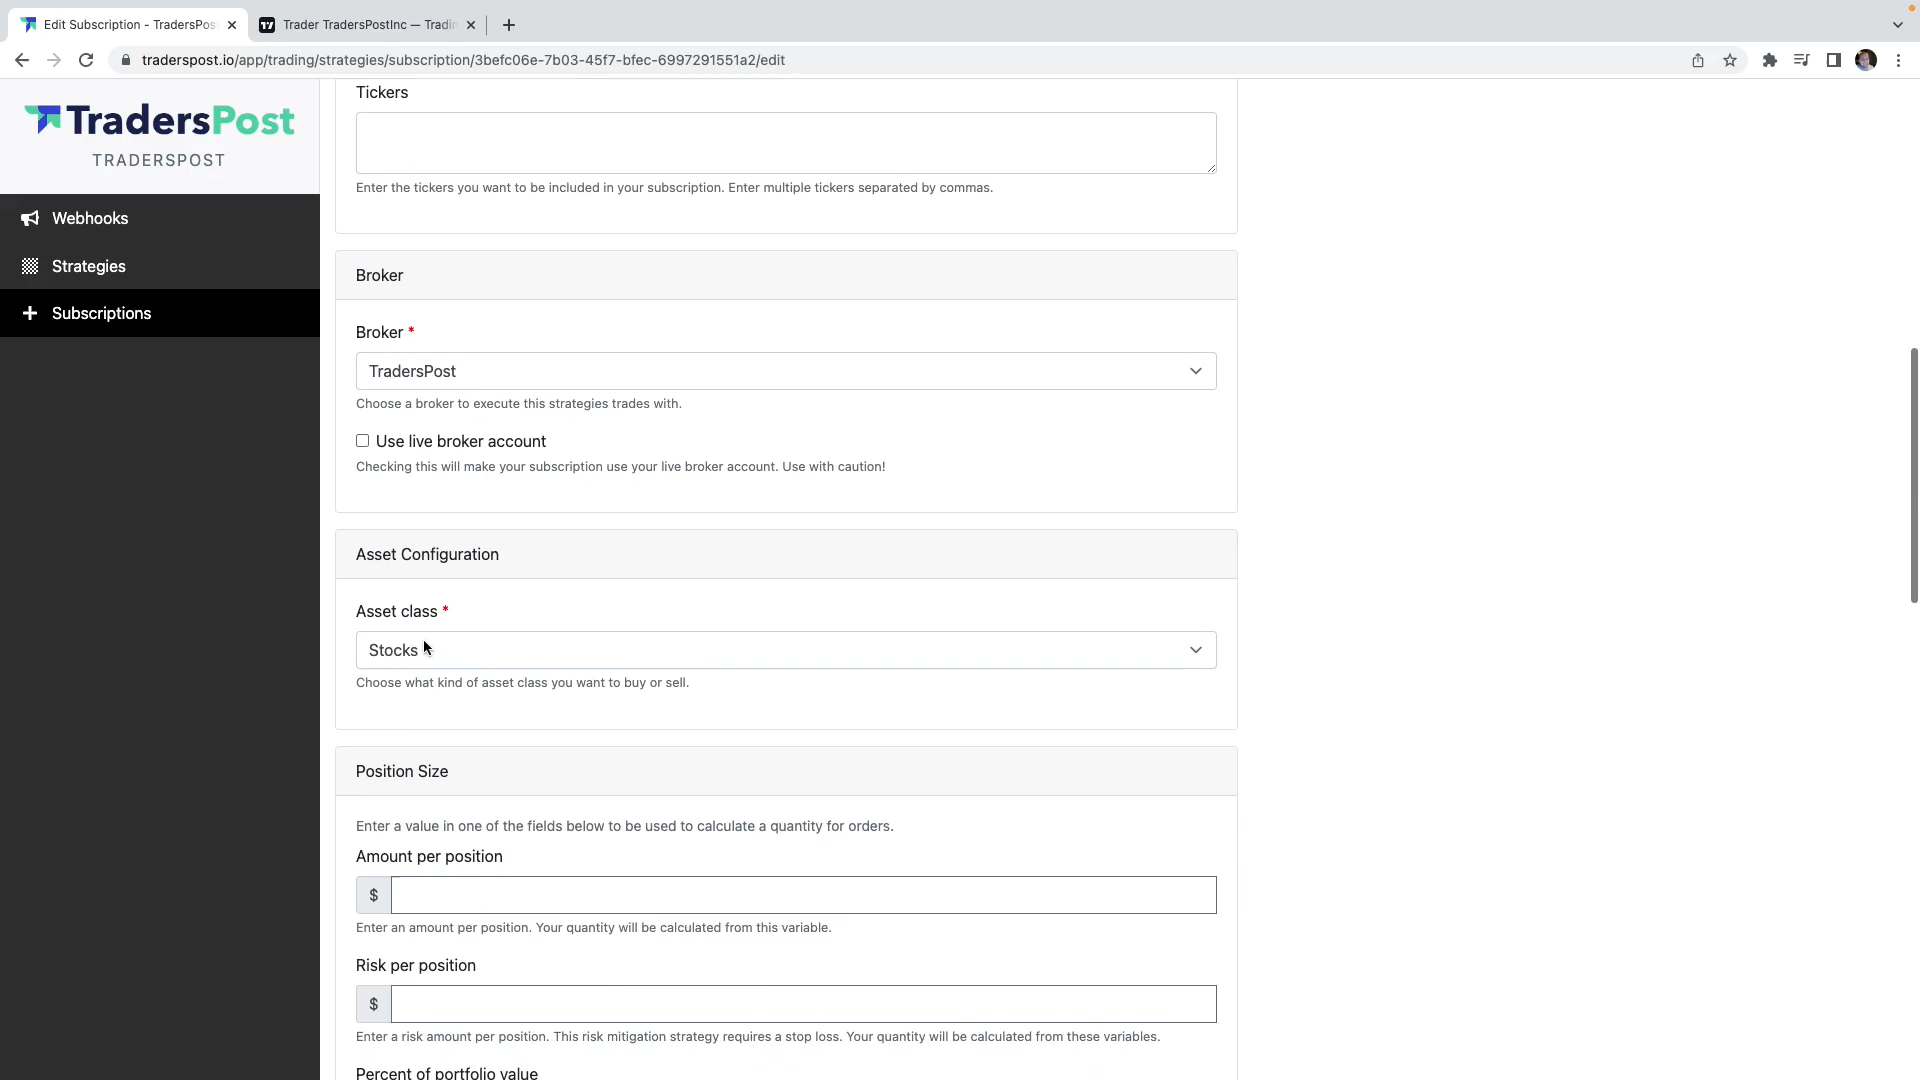 Edit Subscription - TradersPos
Trader TradersPostInc — Tradin
traderspost.io/app/trading/strategies/subscription/3befc06e-7b03-45f7-bfec-6997291551a2/edit
TradersPost
TRADERSPOST
Webhooks
Strategies
Subscriptions
Tickers
Enter the tickers you want to be included in your subscription. Enter multiple tickers separated by commas.
Broker
Broker *
TradersPost
Choose a broker to execute this strategies trades with.
Use live broker account
Checking this will make your subscription use your live broker account. Use with caution!
Asset Configuration
Asset class *
Stocks
Choose what kind of asset class you want to buy or sell.
Position Size
Enter a value in one of the fields below to be used to calculate a quantity for orders.
Amount per position
$
Enter an amount per position. Your quantity will be calculated from this variable.
Risk per position
$
Enter a risk amount per position. This risk mitigation strategy requires a stop loss. Your quantity will be calculated from these variables.
Percent of portfolio value